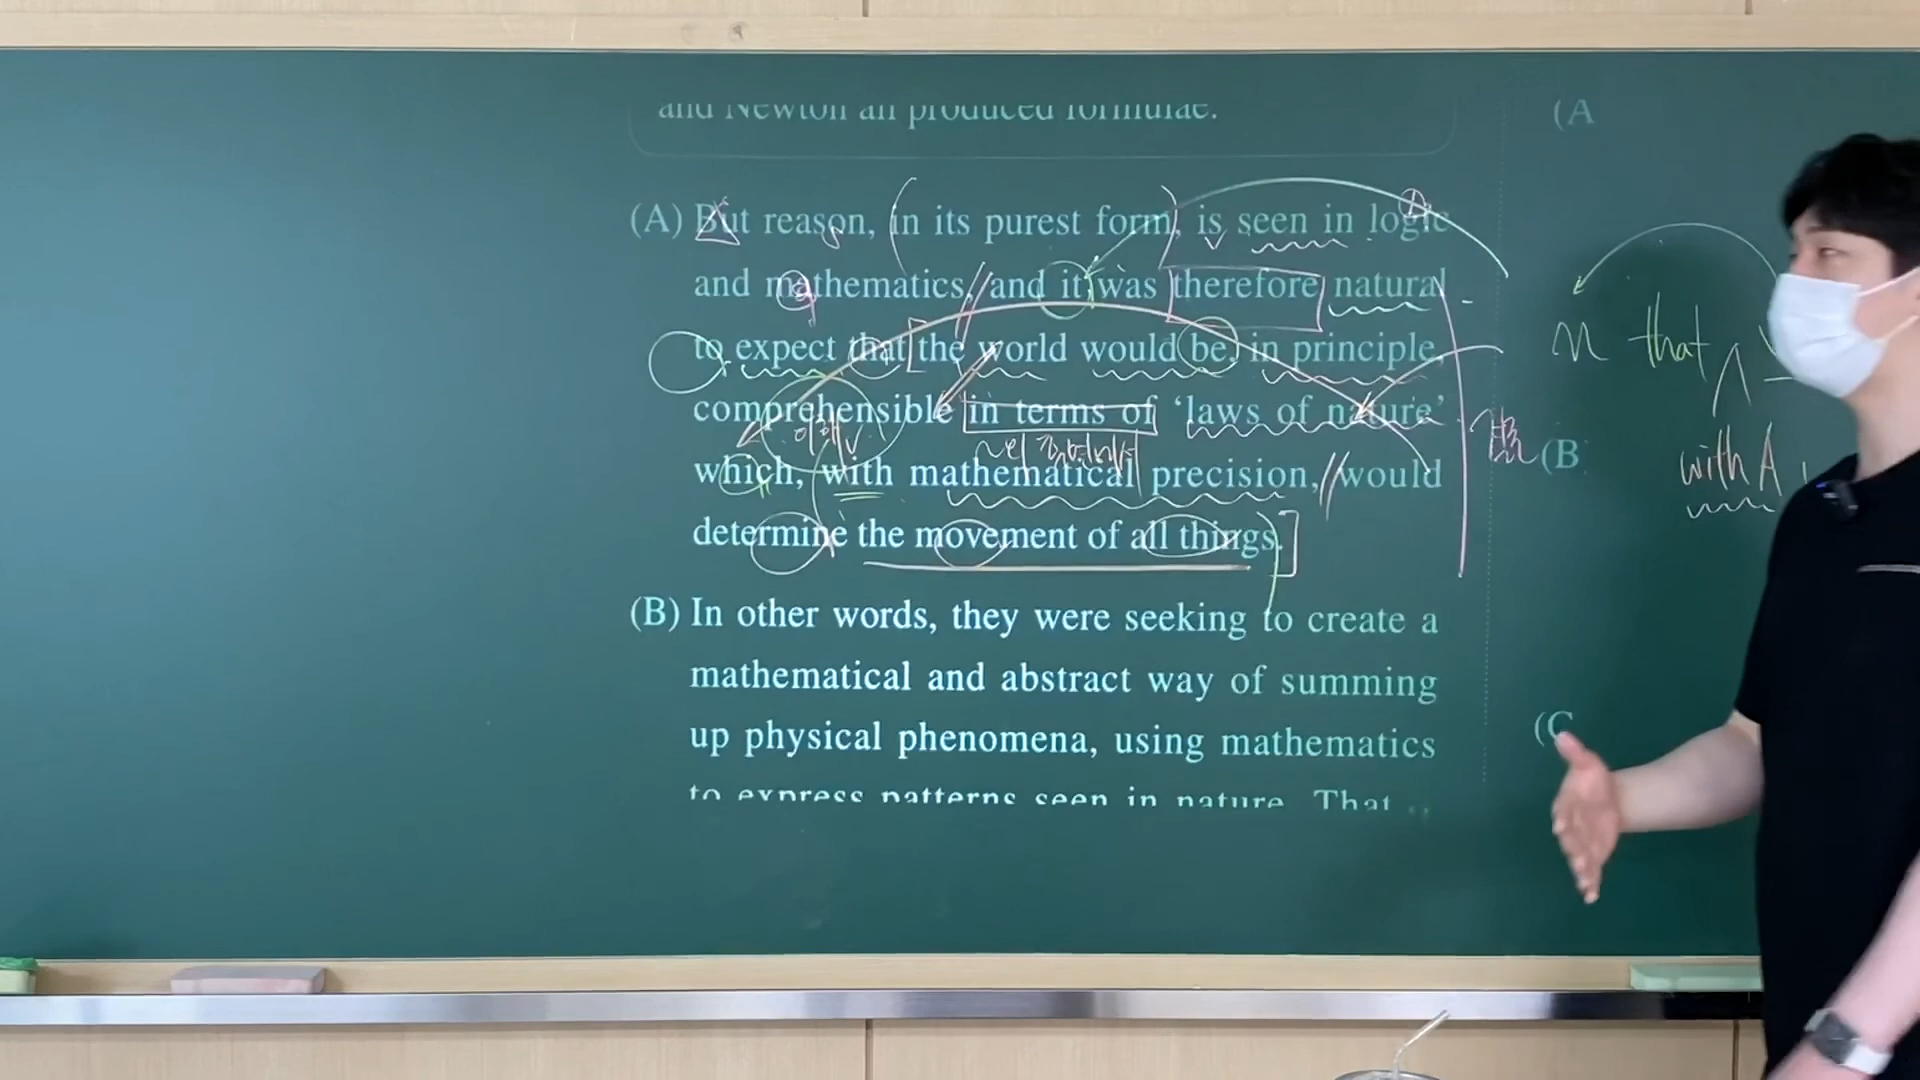 and Newton all produced formulae.
(A) But reason, in its purest form, is seen in logic
and mathematics, and it was therefore natural
to expect that the world would be, in principle,
comprehensible in terms of ‘laws of nature’
which, with mathematical precision, would
determine the movement of all things.
(B) In other words, they were seeking to create a
mathematical and abstract way of summing
up physical phenomena, using mathematics
to express patterns seen in nature. That
(A
that
(B
with A
(C